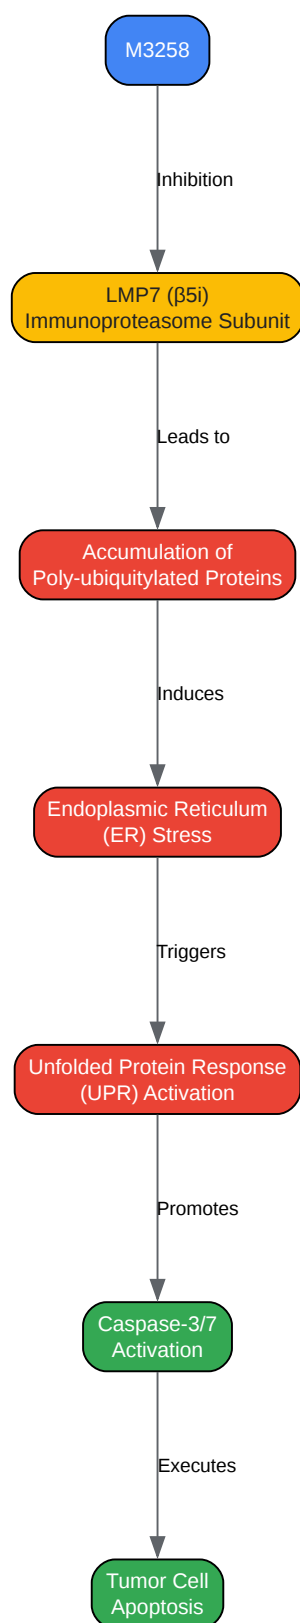 M3258
Inhibition
LMP7 (β5i)
Immunoproteasome Subunit
Leads to
Accumulation of
Poly-ubiquitylated Proteins
Induces
Endoplasmic Reticulum
(ER) Stress
Triggers
Unfolded Protein Response
(UPR) Activation
Promotes
Caspase-3/7
Activation
Executes
Tumor Cell
Apoptosis